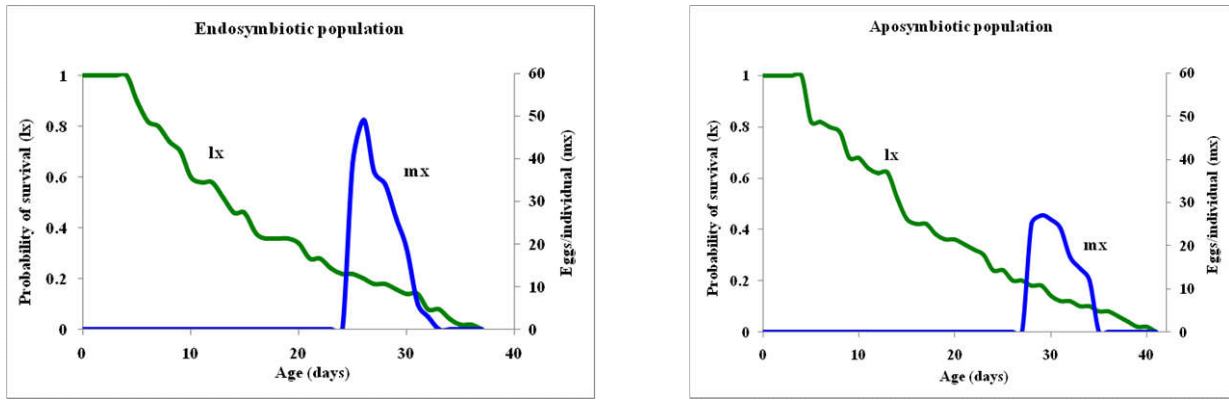 Endosymbiotic population
Probability of survival (lx)
1
0.8
0.6
0.4
0.2
0
lx
mx
60
50
40
30
20
10
0
Eggs/individual (mx)
0 10 20 30 40
Age (days)
Aposymbiotic population
Probability of survival (lx)
1
0.8
0.6
0.4
0.2
0
lx
mx
60
50
40
30
20
10
0
Eggs/individual (mx)
0 10 20 30 40
Age (days)